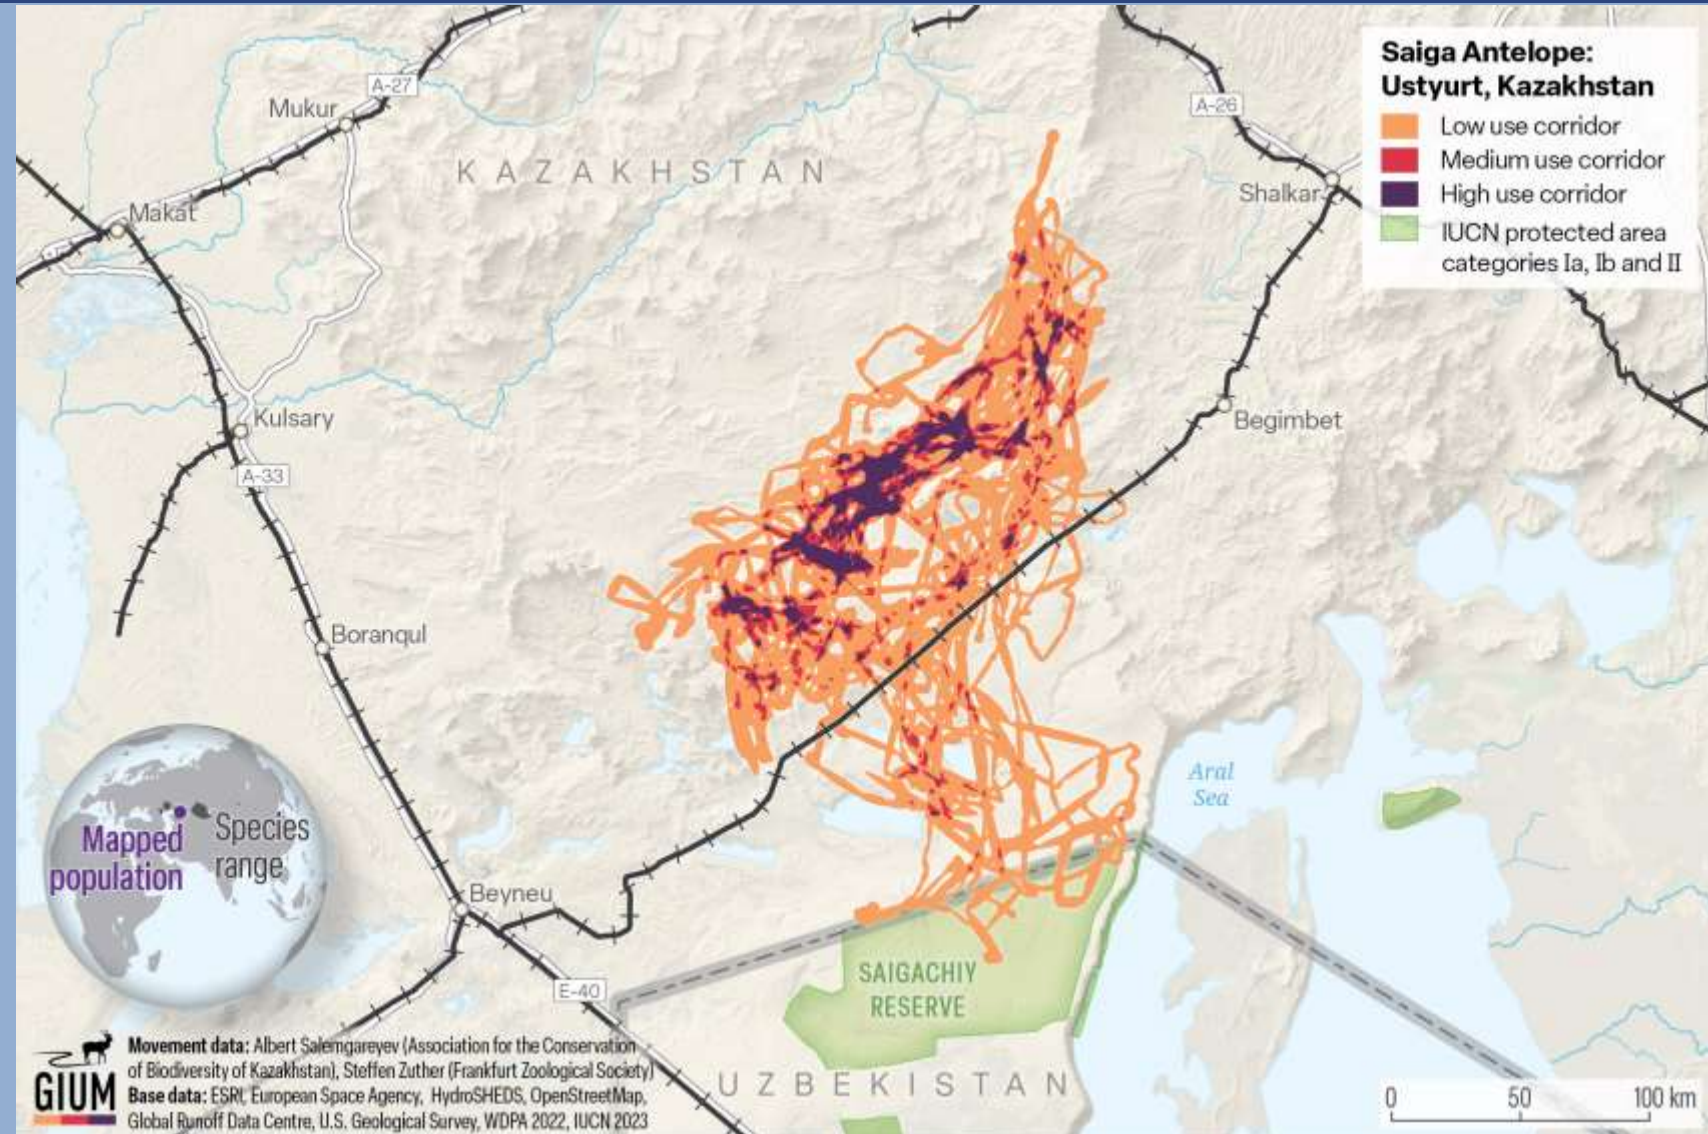 Saiga Antelope:
Ustyurt, Kazakhstan
Low use corridor
Medium use corridor
High use corridor
IUCN protected area
categories Ia, Ib and II
A-27
Mukur
A-26
KAZAKHSTAN
Shalkar
Makat
Begimbet
Kulsary
A-33
Boranqul
Aral
Sea
Mapped
population
Species
range
Beyneu
SAIGACHIY
RESERVE
E-40
UZBEKISTAN
GIUM
Movement data: Albert Salemgareyev (Association for the Conservation
of Biodiversity of Kazakhstan), Steffen Zuther (Frankfurt Zoological Society)
Base data: ESRI, European Space Agency, HydroSHEDS, OpenStreetMap,
Global Runoff Data Centre, U.S. Geological Survey, WDPA 2022, IUCN 2023
0 50 100 km